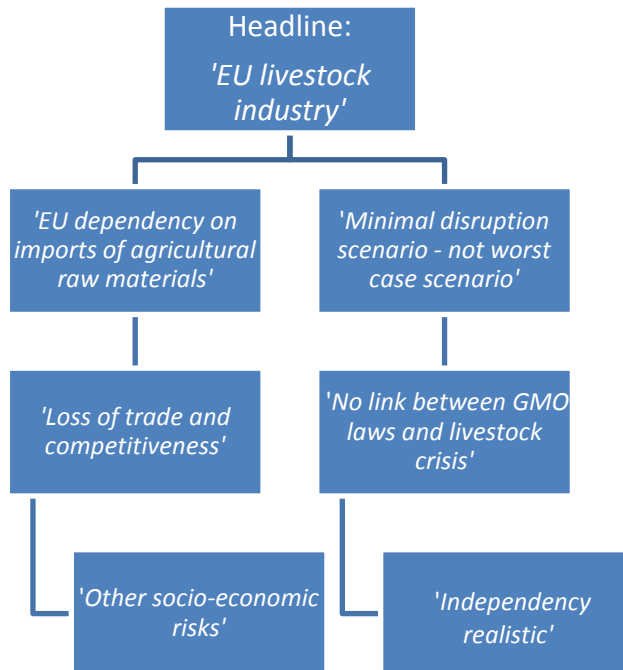 Headline:
'EU livestock
industry'
'EU dependency on
imports of agricultural
raw materials'
'Minimal disruption
scenario - not worst
case scenario'
'Loss of trade and
competitiveness'
'No link between GMO
laws and livestock
crisis'
'Other socio-economic
risks'
'Independency
realistic'